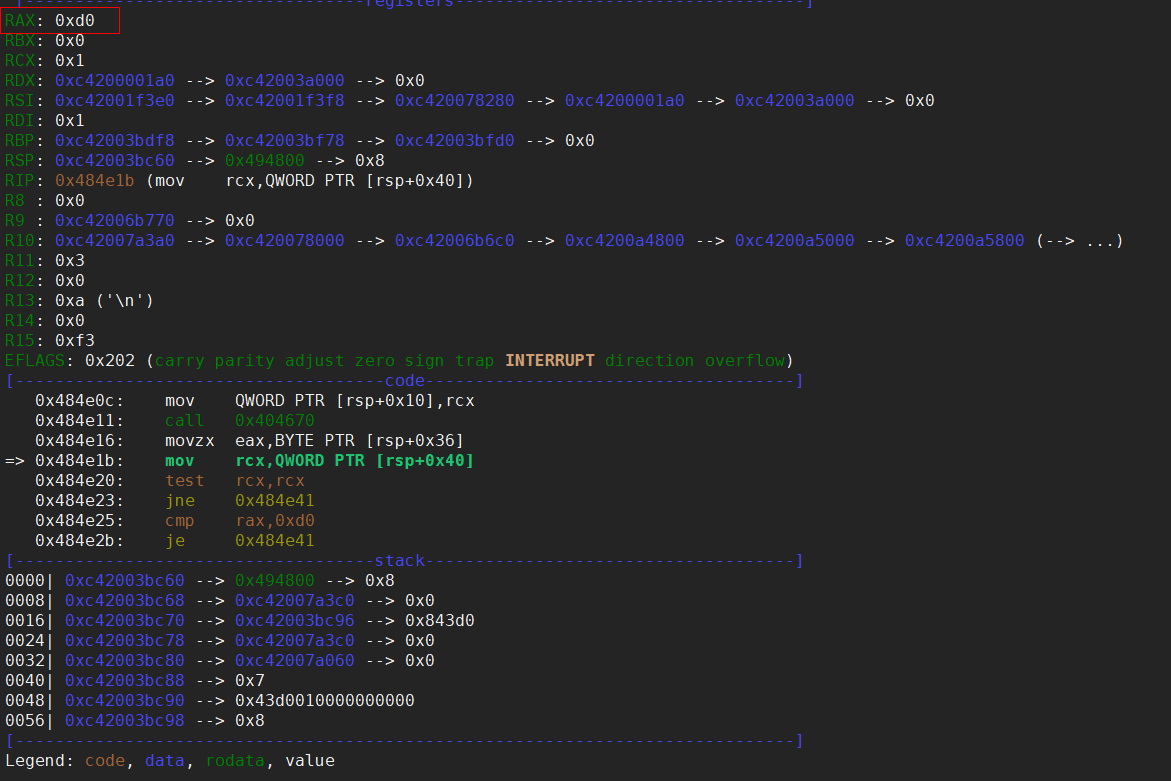 [----------------------------------registers-----------------------------------]
RAX: 0xd0
RBX: 0x0
RCX: 0x1
RDX: 0xc4200001a0 --> 0xc42003a000 --> 0x0
RSI: 0xc42001f3e0 --> 0xc42001f3f8 --> 0xc420078280 --> 0xc4200001a0 --> 0xc42003a000 --> 0x0
RDI: 0x1
RBP: 0xc42003bdf8 --> 0xc42003bf78 --> 0xc42003bfd0 --> 0x0
RSP: 0xc42003bc60 --> 0x494800 --> 0x8
RIP: 0x484e1b (mov    rcx,QWORD PTR [rsp+0x40])
R8 : 0x0
R9 : 0xc42006b770 --> 0x0
R10: 0xc42007a3a0 --> 0xc420078000 --> 0xc42006b6c0 --> 0xc4200a4800 --> 0xc4200a5000 --> 0xc4200a5800 (--> ...)
R11: 0x3
R12: 0x0
R13: 0xa ('\n')
R14: 0x0
R15: 0xf3
EFLAGS: 0x202 (carry parity adjust zero sign trap INTERRUPT direction overflow)
[-------------------------------------code-------------------------------------]
   0x484e0c:    mov    QWORD PTR [rsp+0x10],rcx
   0x484e11:    call   0x404670
   0x484e16:    movzx  eax,BYTE PTR [rsp+0x36]
=> 0x484e1b:    mov    rcx,QWORD PTR [rsp+0x40]
   0x484e20:    test   rcx,rcx
   0x484e23:    jne    0x484e41
   0x484e25:    cmp    rax,0xd0
   0x484e2b:    je     0x484e41
[------------------------------------stack-------------------------------------]
0000| 0xc42003bc60 --> 0x494800 --> 0x8
0008| 0xc42003bc68 --> 0xc42007a3c0 --> 0x0
0016| 0xc42003bc70 --> 0xc42003bc96 --> 0x843d0
0024| 0xc42003bc78 --> 0xc42007a3c0 --> 0x0
0032| 0xc42003bc80 --> 0xc42007a060 --> 0x0
0040| 0xc42003bc88 --> 0x7
0048| 0xc42003bc90 --> 0x43d0010000000000
0056| 0xc42003bc98 --> 0x8
[------------------------------------------------------------------------------]
Legend: code, data, rodata, value